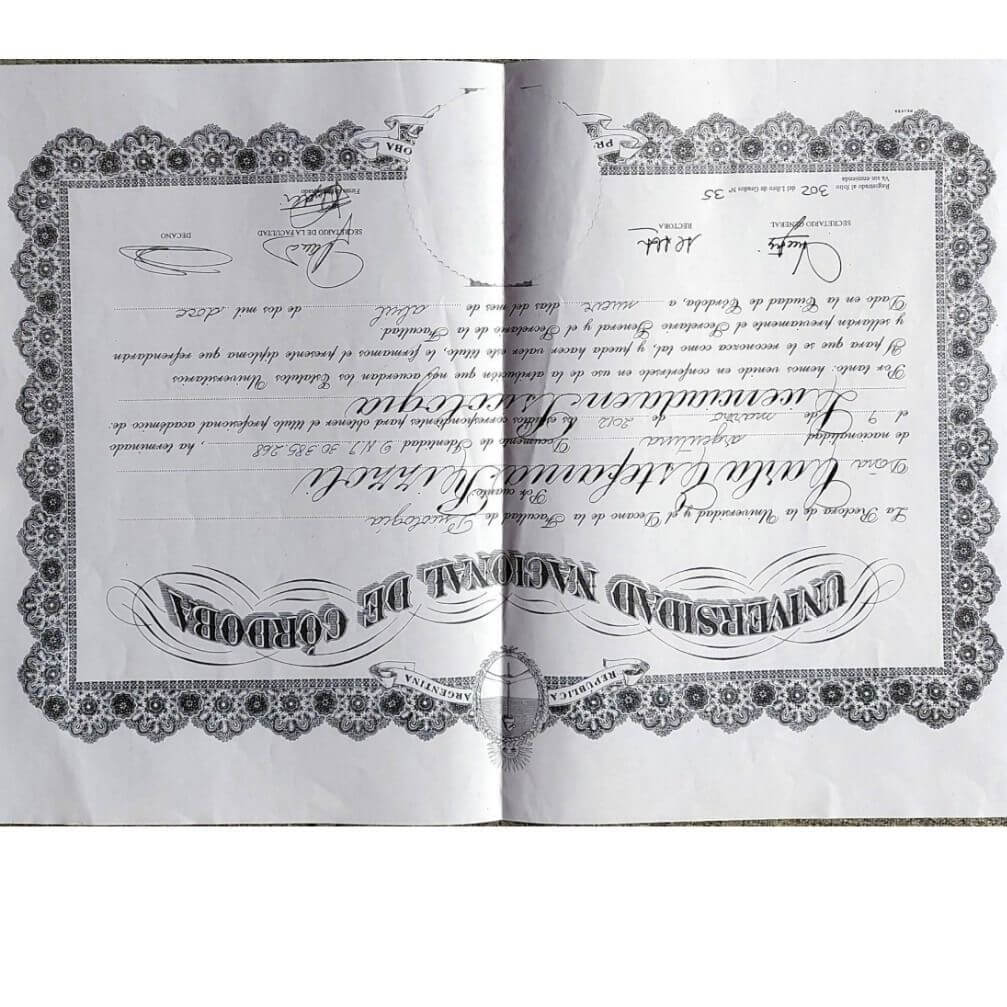 REPÚBLICA ARGENTINA
UNIVERSIDAD NACIONAL DE CÓRDOBA
La Rectora de la Universidad y el Decano de la Facultad de Psicología
Por cuanto:
Doña Carla Estefanía Rizzoli
de nacionalidad argentina Documento de Identidad D.N.I. 30.385.268, ha terminado
el 9 de marzo de 2012 los estudios correspondientes para obtener el título profesional académico de:
Licenciada en Psicología
Por tanto: hemos venido en conferírselo en uso de la atribución que nos acuerdan los Estatutos Universitarios
Y para que se le reconozca como tal, y pueda hacer valer este título, le firmamos el presente diploma que refrendarán
y sellarán previamente el Secretario General y el Secretario de la Facultad.
Dado en la Ciudad de Córdoba, a nueve días del mes de abril de dos mil doce
SECRETARIO GENERAL
RECTORA
SECRETARIO DE LA FACULTAD
DECANO
Registrado al folio 302 del Libro de Grados Nº 35
Va sin enmienda
Firma
PR OBA